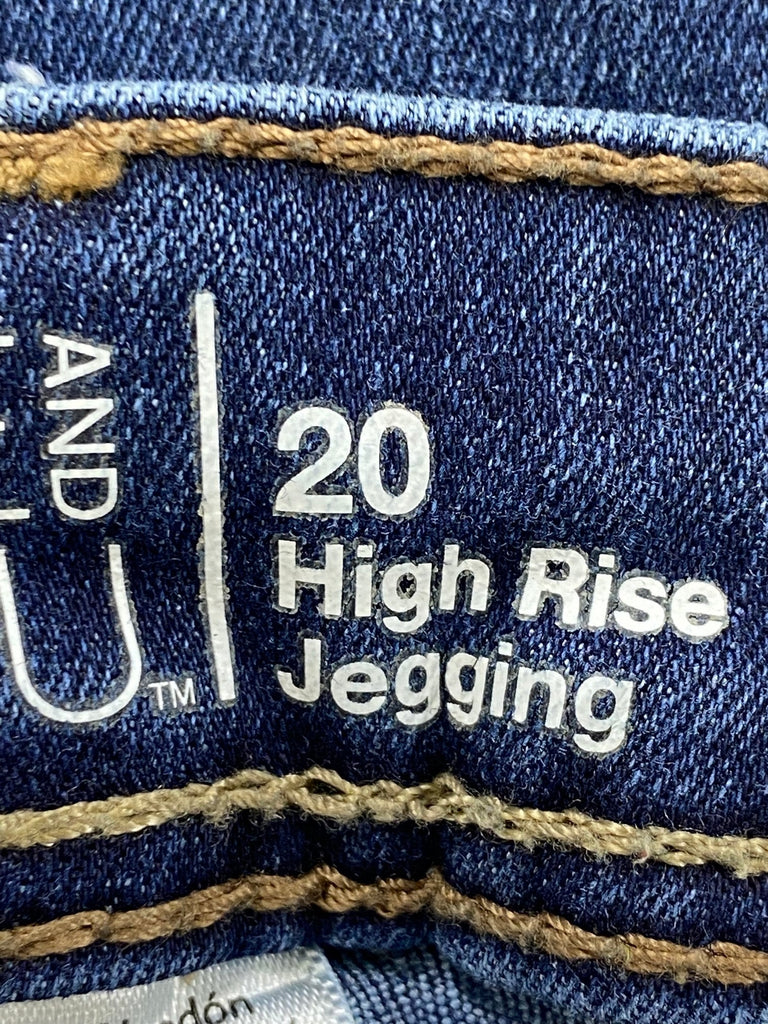 AND
U™
20
High Rise
Jegging